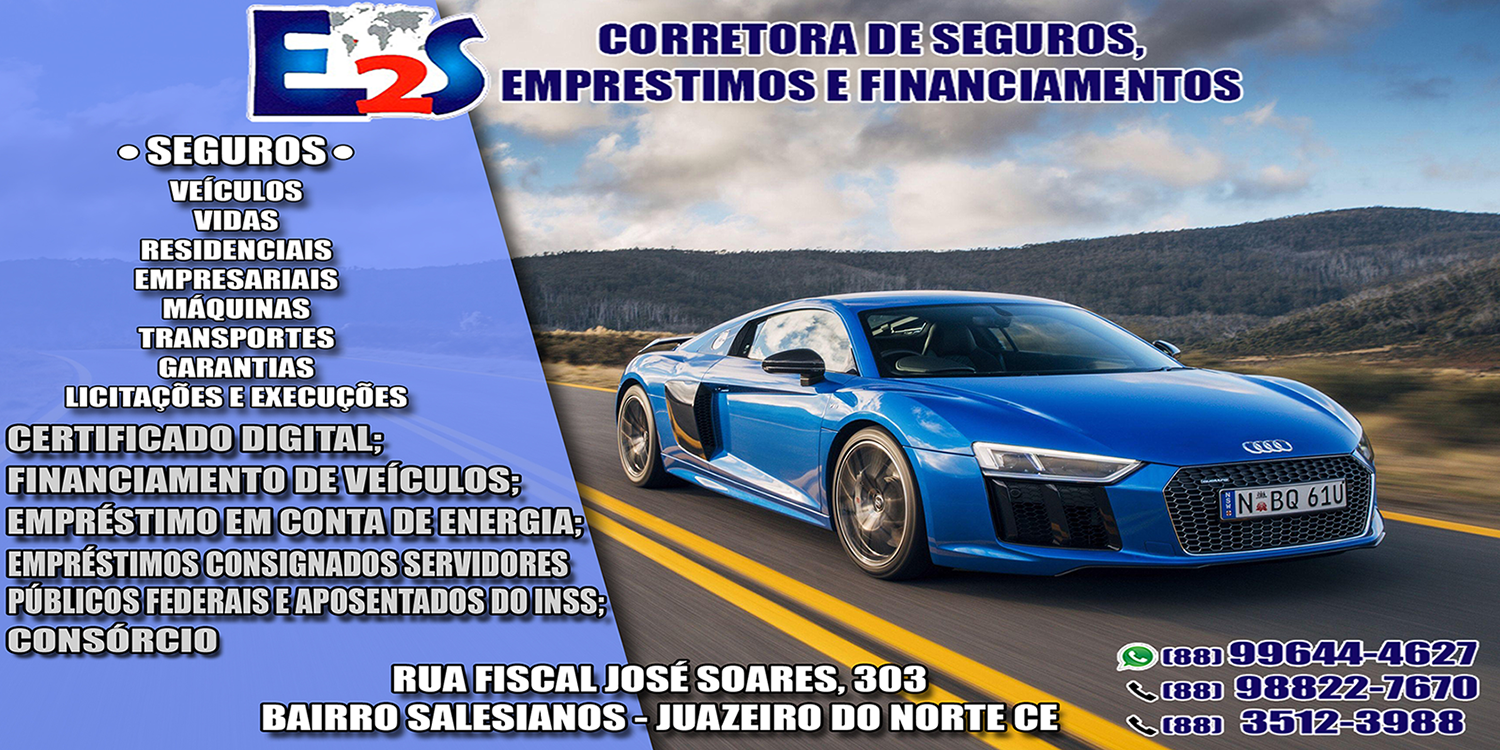 E2S
CORRETORA DE SEGUROS,
EMPRESTIMOS E FINANCIAMENTOS
• SEGUROS •
VEÍCULOS
VIDAS
RESIDENCIAIS
EMPRESARIAIS
MÁQUINAS
TRANSPORTES
GARANTIAS
LICITAÇÕES E EXECUÇÕES
CERTIFICADO DIGITAL;
FINANCIAMENTO DE VEÍCULOS;
EMPRÉSTIMO EM CONTA DE ENERGIA;
EMPRÉSTIMOS CONSIGNADOS SERVIDORES
PÚBLICOS FEDERAIS E APOSENTADOS DO INSS;
CONSÓRCIO
NSW N BQ 61U
RUA FISCAL JOSÉ SOARES, 303
BAIRRO SALESIANOS - JUAZEIRO DO NORTE CE
(88) 99644-4627
(88) 98822-7670
(88) 3512-3988